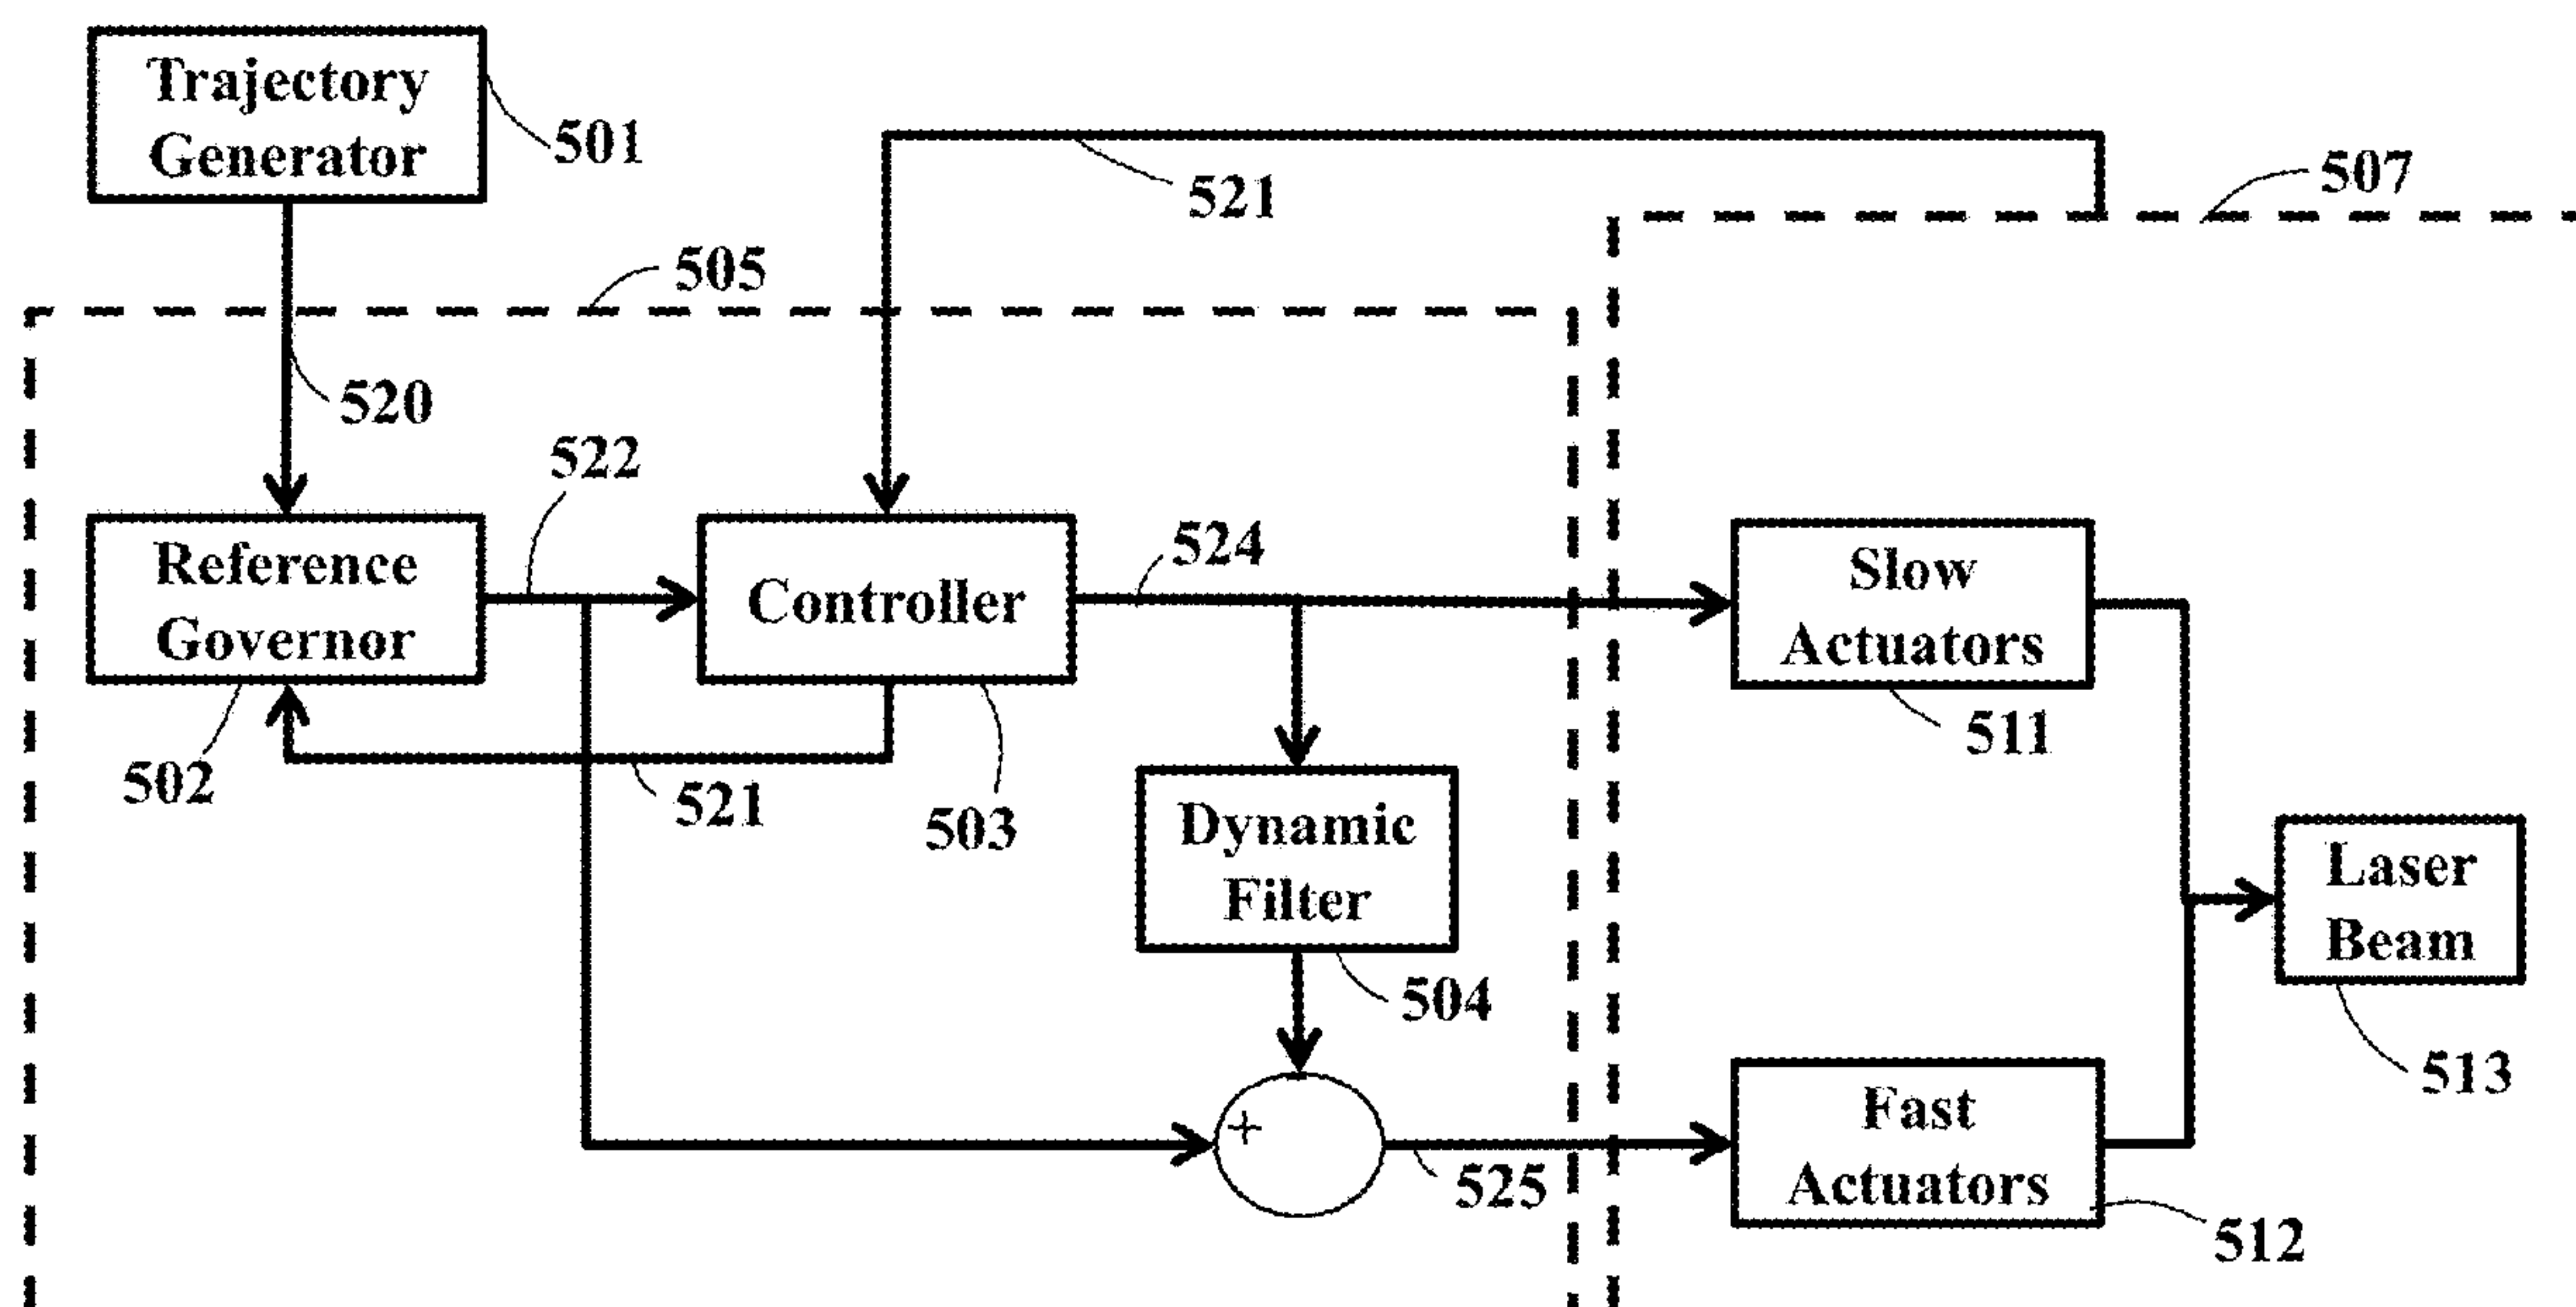 Trajectory
Generator
501
521
507
505
520
522
524
Reference
Governor
Controller
Slow
Actuators
502
521
503
511
Dynamic
Filter
504
Laser
Beam
513
+
525
Fast
Actuators
512